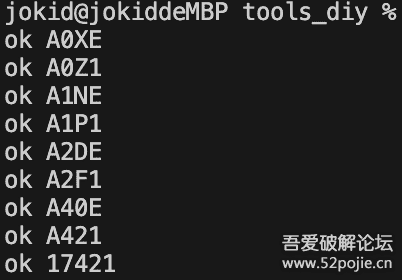 jokid@jokiddeMBP tools_diy %
ok A0XE
ok A0Z1
ok A1NE
ok A1P1
ok A2DE
ok A2F1
ok A40E
ok A421
ok 17421
吾爱破解论坛
www.52pojie.cn